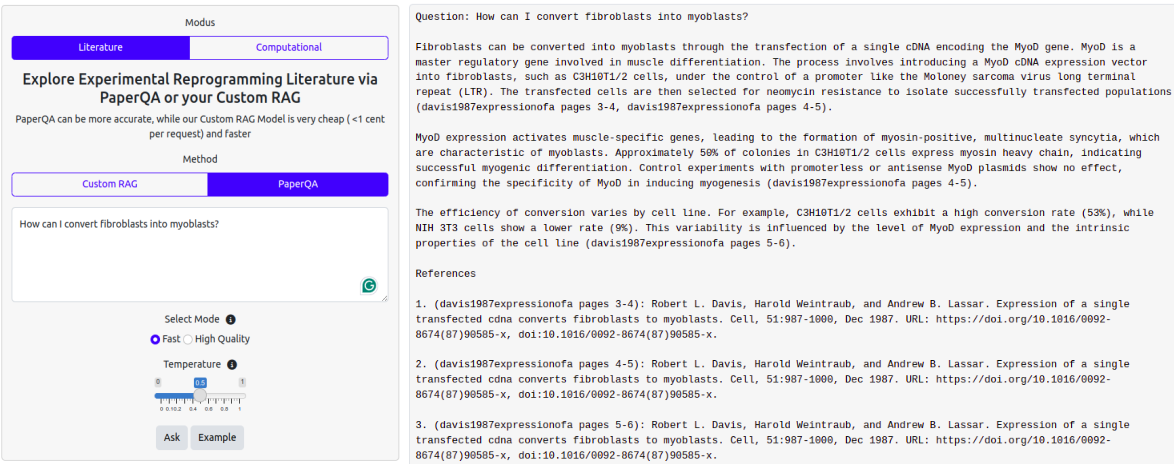 Modus
Literature
Computational
Explore Experimental Reprogramming Literature via
PaperQA or your Custom RAG
PaperQA can be more accurate, while our Custom RAG Model is very cheap ( <1 cent
per request) and faster
Method
Custom RAG
PaperQA
How can I convert fibroblasts into myoblasts?
Select Mode
Fast High Quality
Temperature
0 0.5 1
0 0.10.2 0.4 0.6 0.8 1
Ask Example
Question: How can I convert fibroblasts into myoblasts?
Fibroblasts can be converted into myoblasts through the transfection of a single cDNA encoding the MyoD gene. MyoD is a
master regulatory gene involved in muscle differentiation. The process involves introducing a MyoD cDNA expression vector
into fibroblasts, such as C3H10T1/2 cells, under the control of a promoter like the Moloney sarcoma virus long terminal
repeat (LTR). The transfected cells are then selected for neomycin resistance to isolate successfully transfected populations
(davis1987expressionofa pages 3-4, davis1987expressionofa pages 4-5).
MyoD expression activates muscle-specific genes, leading to the formation of myosin-positive, multinucleate syncytia, which
are characteristic of myoblasts. Approximately 50% of colonies in C3H10T1/2 cells express myosin heavy chain, indicating
successful myogenic differentiation. Control experiments with promoterless or antisense MyoD plasmids show no effect,
confirming the specificity of MyoD in inducing myogenesis (davis1987expressionofa pages 4-5).
The efficiency of conversion varies by cell line. For example, C3H10T1/2 cells exhibit a high conversion rate (53%), while
NIH 3T3 cells show a lower rate (9%). This variability is influenced by the level of MyoD expression and the intrinsic
properties of the cell line (davis1987expressionofa pages 5-6).
References
1. (davis1987expressionofa pages 3-4): Robert L. Davis, Harold Weintraub, and Andrew B. Lassar. Expression of a single
transfected cdna converts fibroblasts to myoblasts. Cell, 51:987-1000, Dec 1987. URL: https://doi.org/10.1016/0092-
8674(87)90585-x, doi:10.1016/0092-8674(87)90585-x.
2. (davis1987expressionofa pages 4-5): Robert L. Davis, Harold Weintraub, and Andrew B. Lassar. Expression of a single
transfected cdna converts fibroblasts to myoblasts. Cell, 51:987-1000, Dec 1987. URL: https://doi.org/10.1016/0092-
8674(87)90585-x, doi:10.1016/0092-8674(87)90585-x.
3. (davis1987expressionofa pages 5-6): Robert L. Davis, Harold Weintraub, and Andrew B. Lassar. Expression of a single
transfected cdna converts fibroblasts to myoblasts. Cell, 51:987-1000, Dec 1987. URL: https://doi.org/10.1016/0092-
8674(87)90585-x, doi:10.1016/0092-8674(87)90585-x.